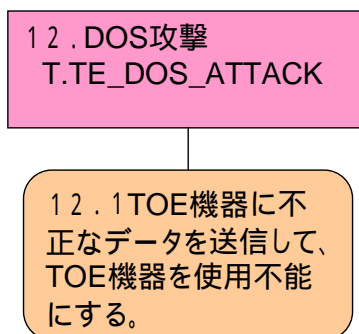 １２．DOS攻撃
T.TE_DOS_ATTACK
１２．１TOE機器に不
正なデータを送信して、
TOE機器を使用不能
にする。